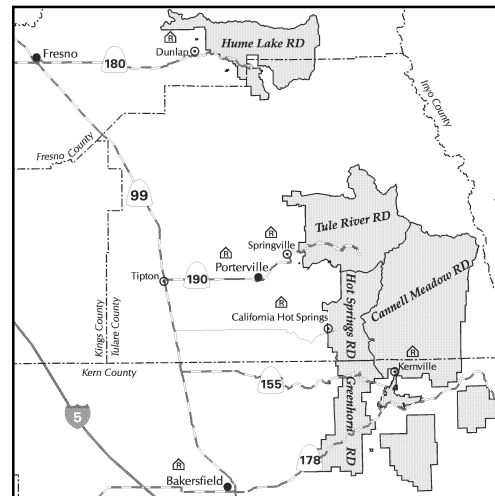 Hume Lake RD
Fresno
Dunlap
180
Inyo County
Fresno County
99
Tule River RD
Springville
Porterville
Tipton
190
Hot Springs RD
Cannell Meadow RD
California Hot Springs
Kings County
Tulare County
Kern County
Kernville
155
Greenhorn RD
5
178
Bakersfield
R
R
R
R
R
R